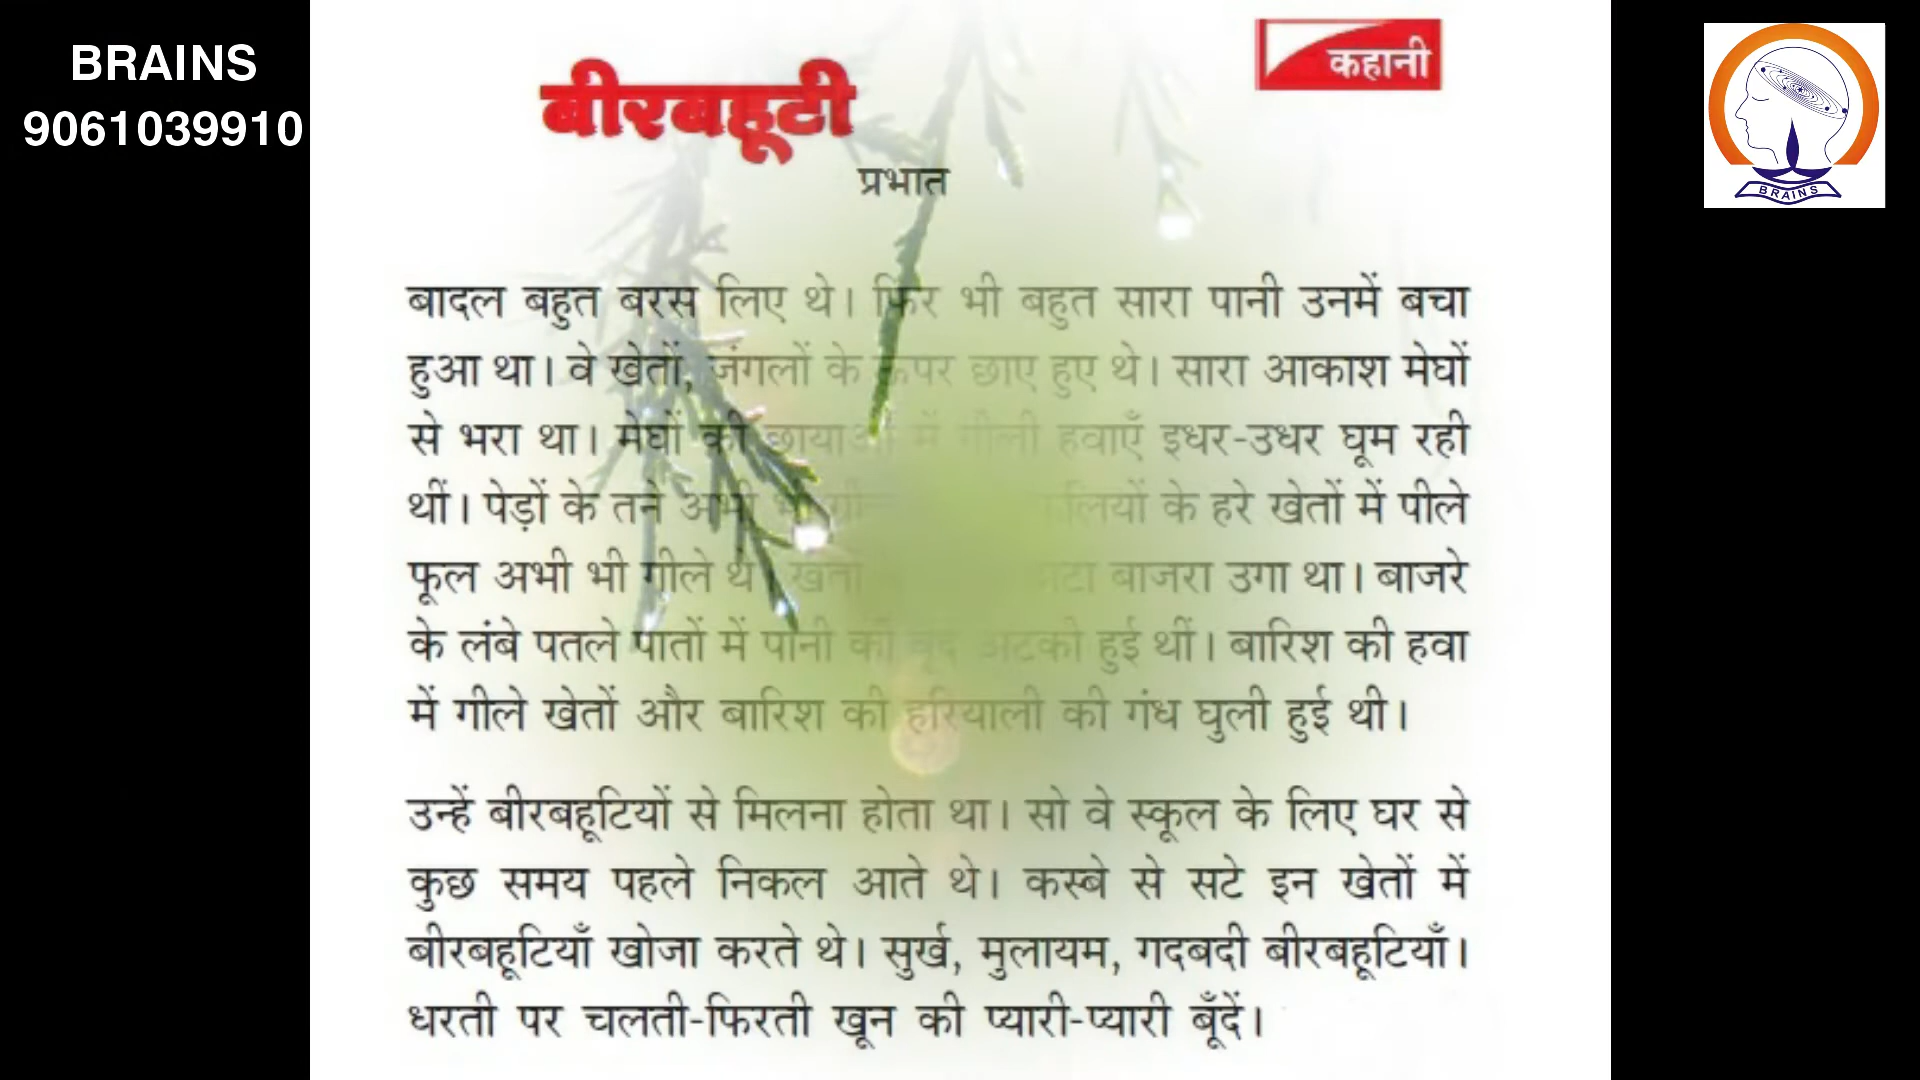 BRAINS
9061039910
कहानी
बीरबहूटी
प्रभात
BRAINS
बादल बहुत बरस लिए थे। फिर भी बहुत सारा पानी उनमें बचा
हुआ था। वे खेतों, जंगलों के ऊपर छाए हुए थे। सारा आकाश मेघों
से भरा था। मेघों की छायाओं में गीली हवाएँ इधर-उधर घूम रही
थीं। पेड़ों के तने अभी भी के हरे खेतों में पीले
फूल अभी भी गीले थे। खेतों बाजरा उगा था। बाजरे
के लंबे पतले पातों में पानी की बूँदें अटकी हुई थीं। बारिश की हवा
में गीले खेतों और बारिश की हरियाली की गंध घुली हुई थी।
उन्हें बीरबहूटियों से मिलना होता था। सो वे स्कूल के लिए घर से
कुछ समय पहले निकल आते थे। कस्बे से सटे इन खेतों में
बीरबहूटियाँ खोजा करते थे। सुर्ख, मुलायम, गदबदी बीरबहूटियाँ।
धरती पर चलती-फिरती खून की प्यारी-प्यारी बूँदें।